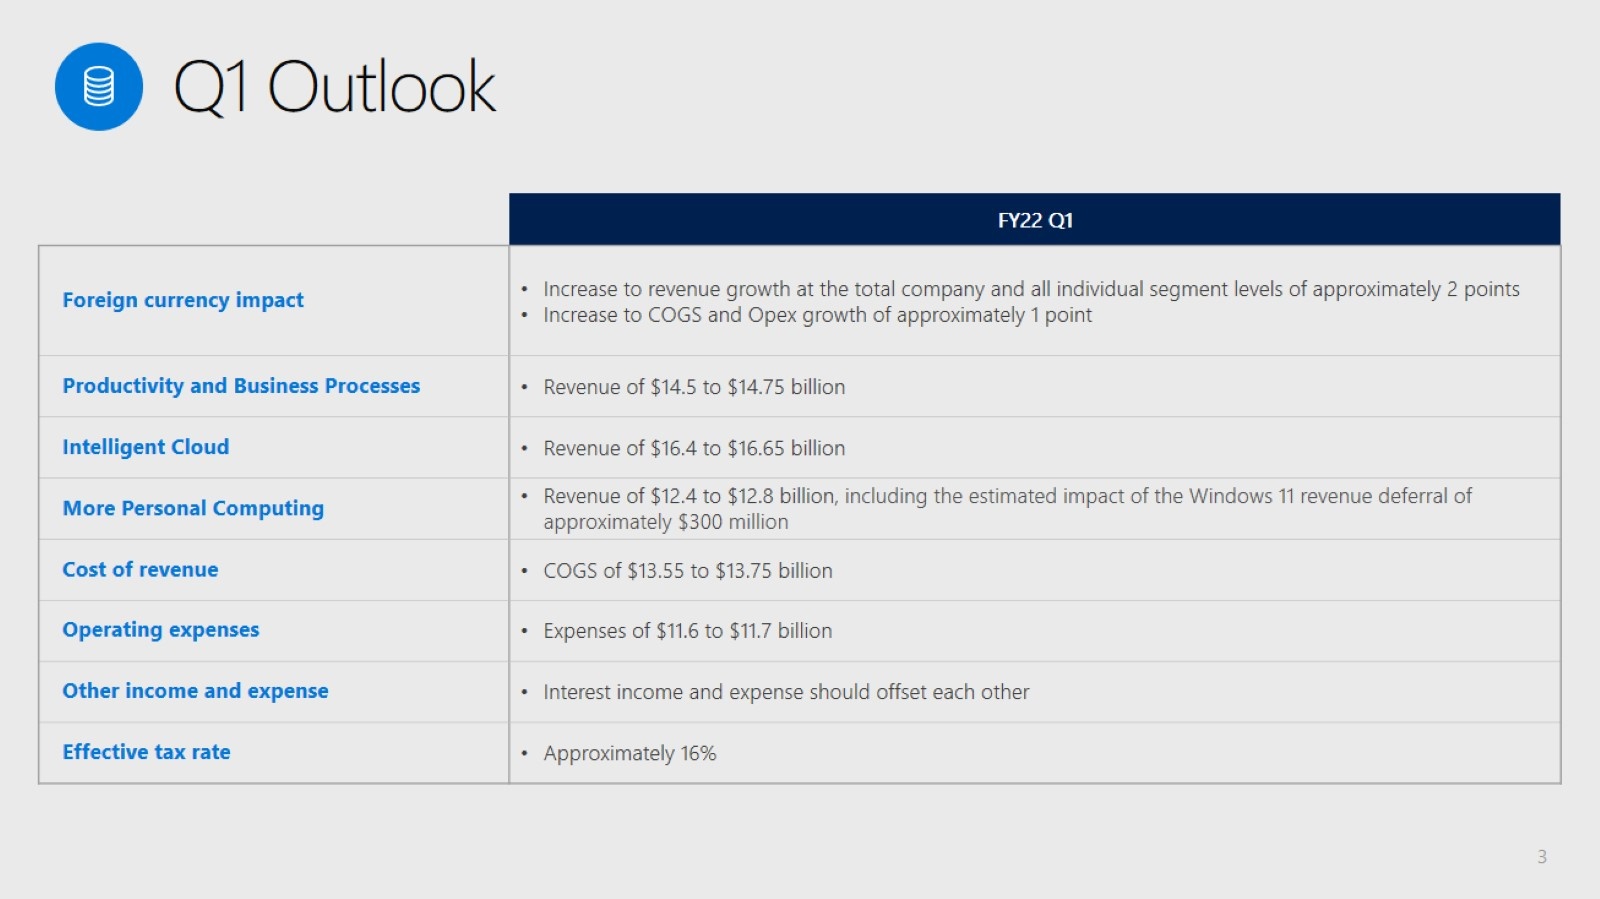 Q1 Outlook
FY22 Q1
Foreign currency impact
• Increase to revenue growth at the total company and all individual segment levels of approximately 2 points
• Increase to COGS and Opex growth of approximately 1 point
Productivity and Business Processes
• Revenue of $14.5 to $14.75 billion
Intelligent Cloud
• Revenue of $16.4 to $16.65 billion
More Personal Computing
• Revenue of $12.4 to $12.8 billion, including the estimated impact of the Windows 11 revenue deferral of
approximately $300 million
Cost of revenue
• COGS of $13.55 to $13.75 billion
Operating expenses
• Expenses of $11.6 to $11.7 billion
Other income and expense
• Interest income and expense should offset each other
Effective tax rate
• Approximately 16%
3